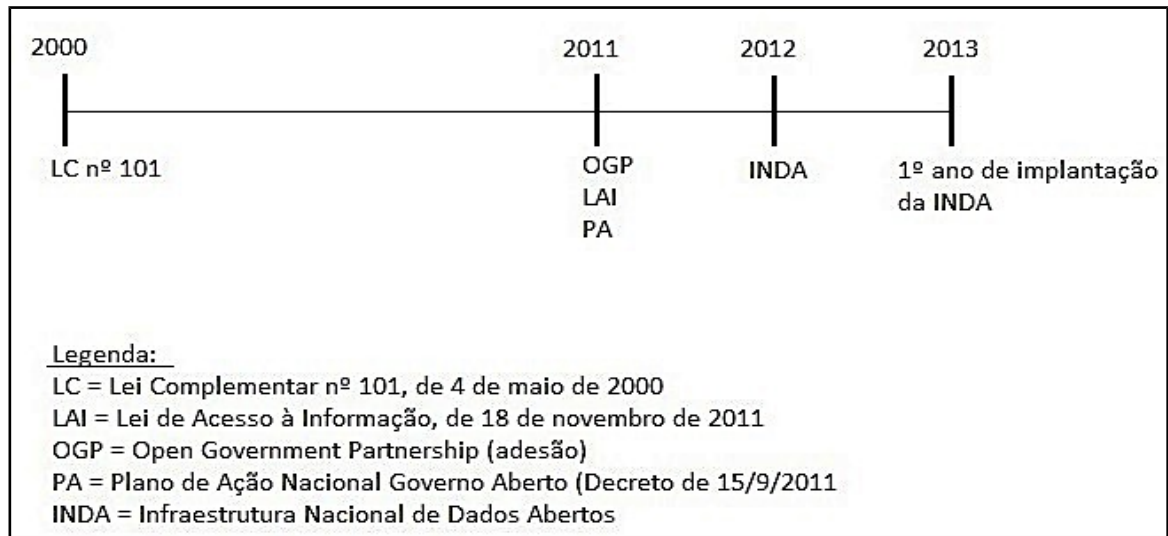 2000 2011 2012 2013
LC nº 101 OGP INDA 1º ano de implantação
LAI da INDA
PA
Legenda:
LC = Lei Complementar nº 101, de 4 de maio de 2000
LAI = Lei de Acesso à Informação, de 18 de novembro de 2011
OGP = Open Government Partnership (adesão)
PA = Plano de Ação Nacional Governo Aberto (Decreto de 15/9/2011
INDA = Infraestrutura Nacional de Dados Abertos